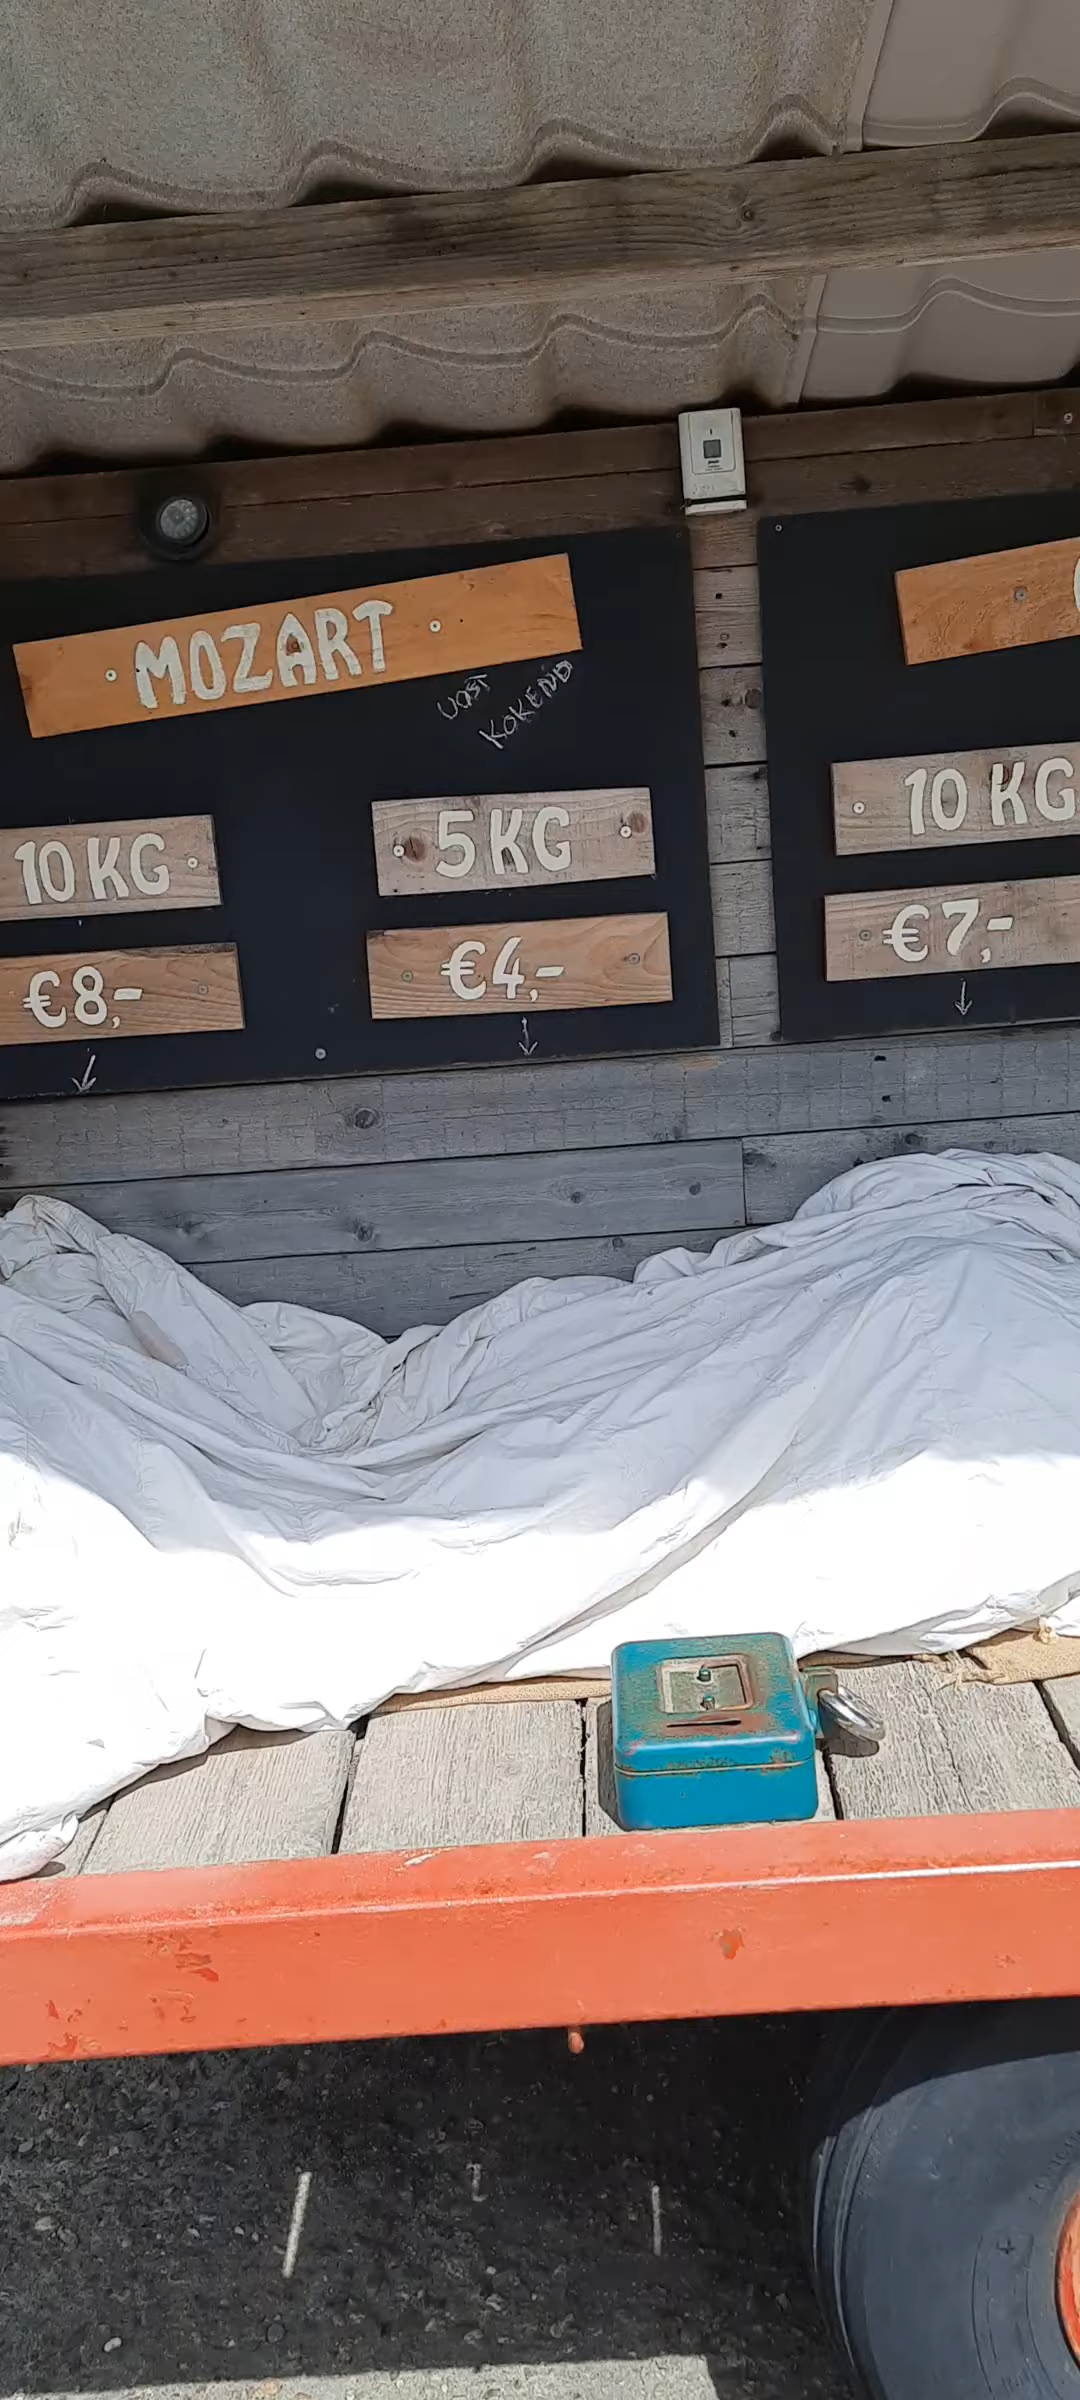 MOZART
VAST
KOKEND
10 KG
5 KG
€8,-
€4,-
10 KG
€7,-